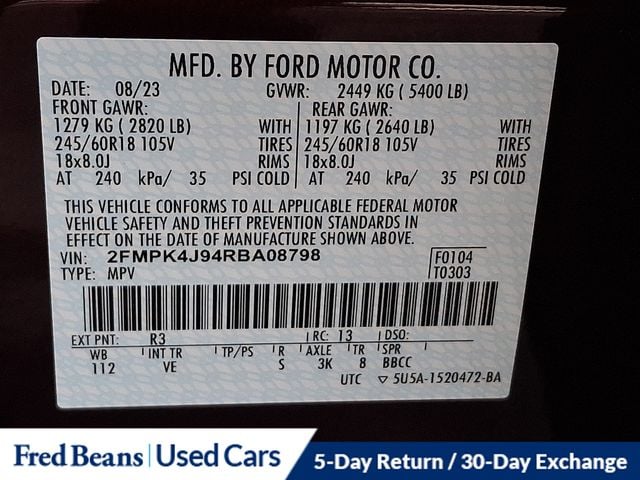 MFD. BY FORD MOTOR CO.
DATE: 08/23 GVWR: 2449 KG ( 5400 LB)
FRONT GAWR: REAR GAWR:
1279 KG ( 2820 LB) WITH 1197 KG ( 2640 LB) WITH
245/60R18 105V TIRES 245/60R18 105V TIRES
18x8.0J RIMS 18x8.0J RIMS
AT 240 kPa/ 35 PSI COLD AT 240 kPa/ 35 PSI COLD
THIS VEHICLE CONFORMS TO ALL APPLICABLE FEDERAL MOTOR
VEHICLE SAFETY AND THEFT PREVENTION STANDARDS IN
EFFECT ON THE DATE OF MANUFACTURE SHOWN ABOVE.
VIN: 2FMPK4J94RBA08798 F0104
TYPE: MPV T0303
EXT PNT: R3 RC: 13 DSO:
WB INT TR TP/PS R AXLE TR SPR
112 VE S 3K 8 BBCC
UTC ▽ 5U5A-1520472-BA
Fred Beans | Used Cars 5-Day Return / 30-Day Exchange